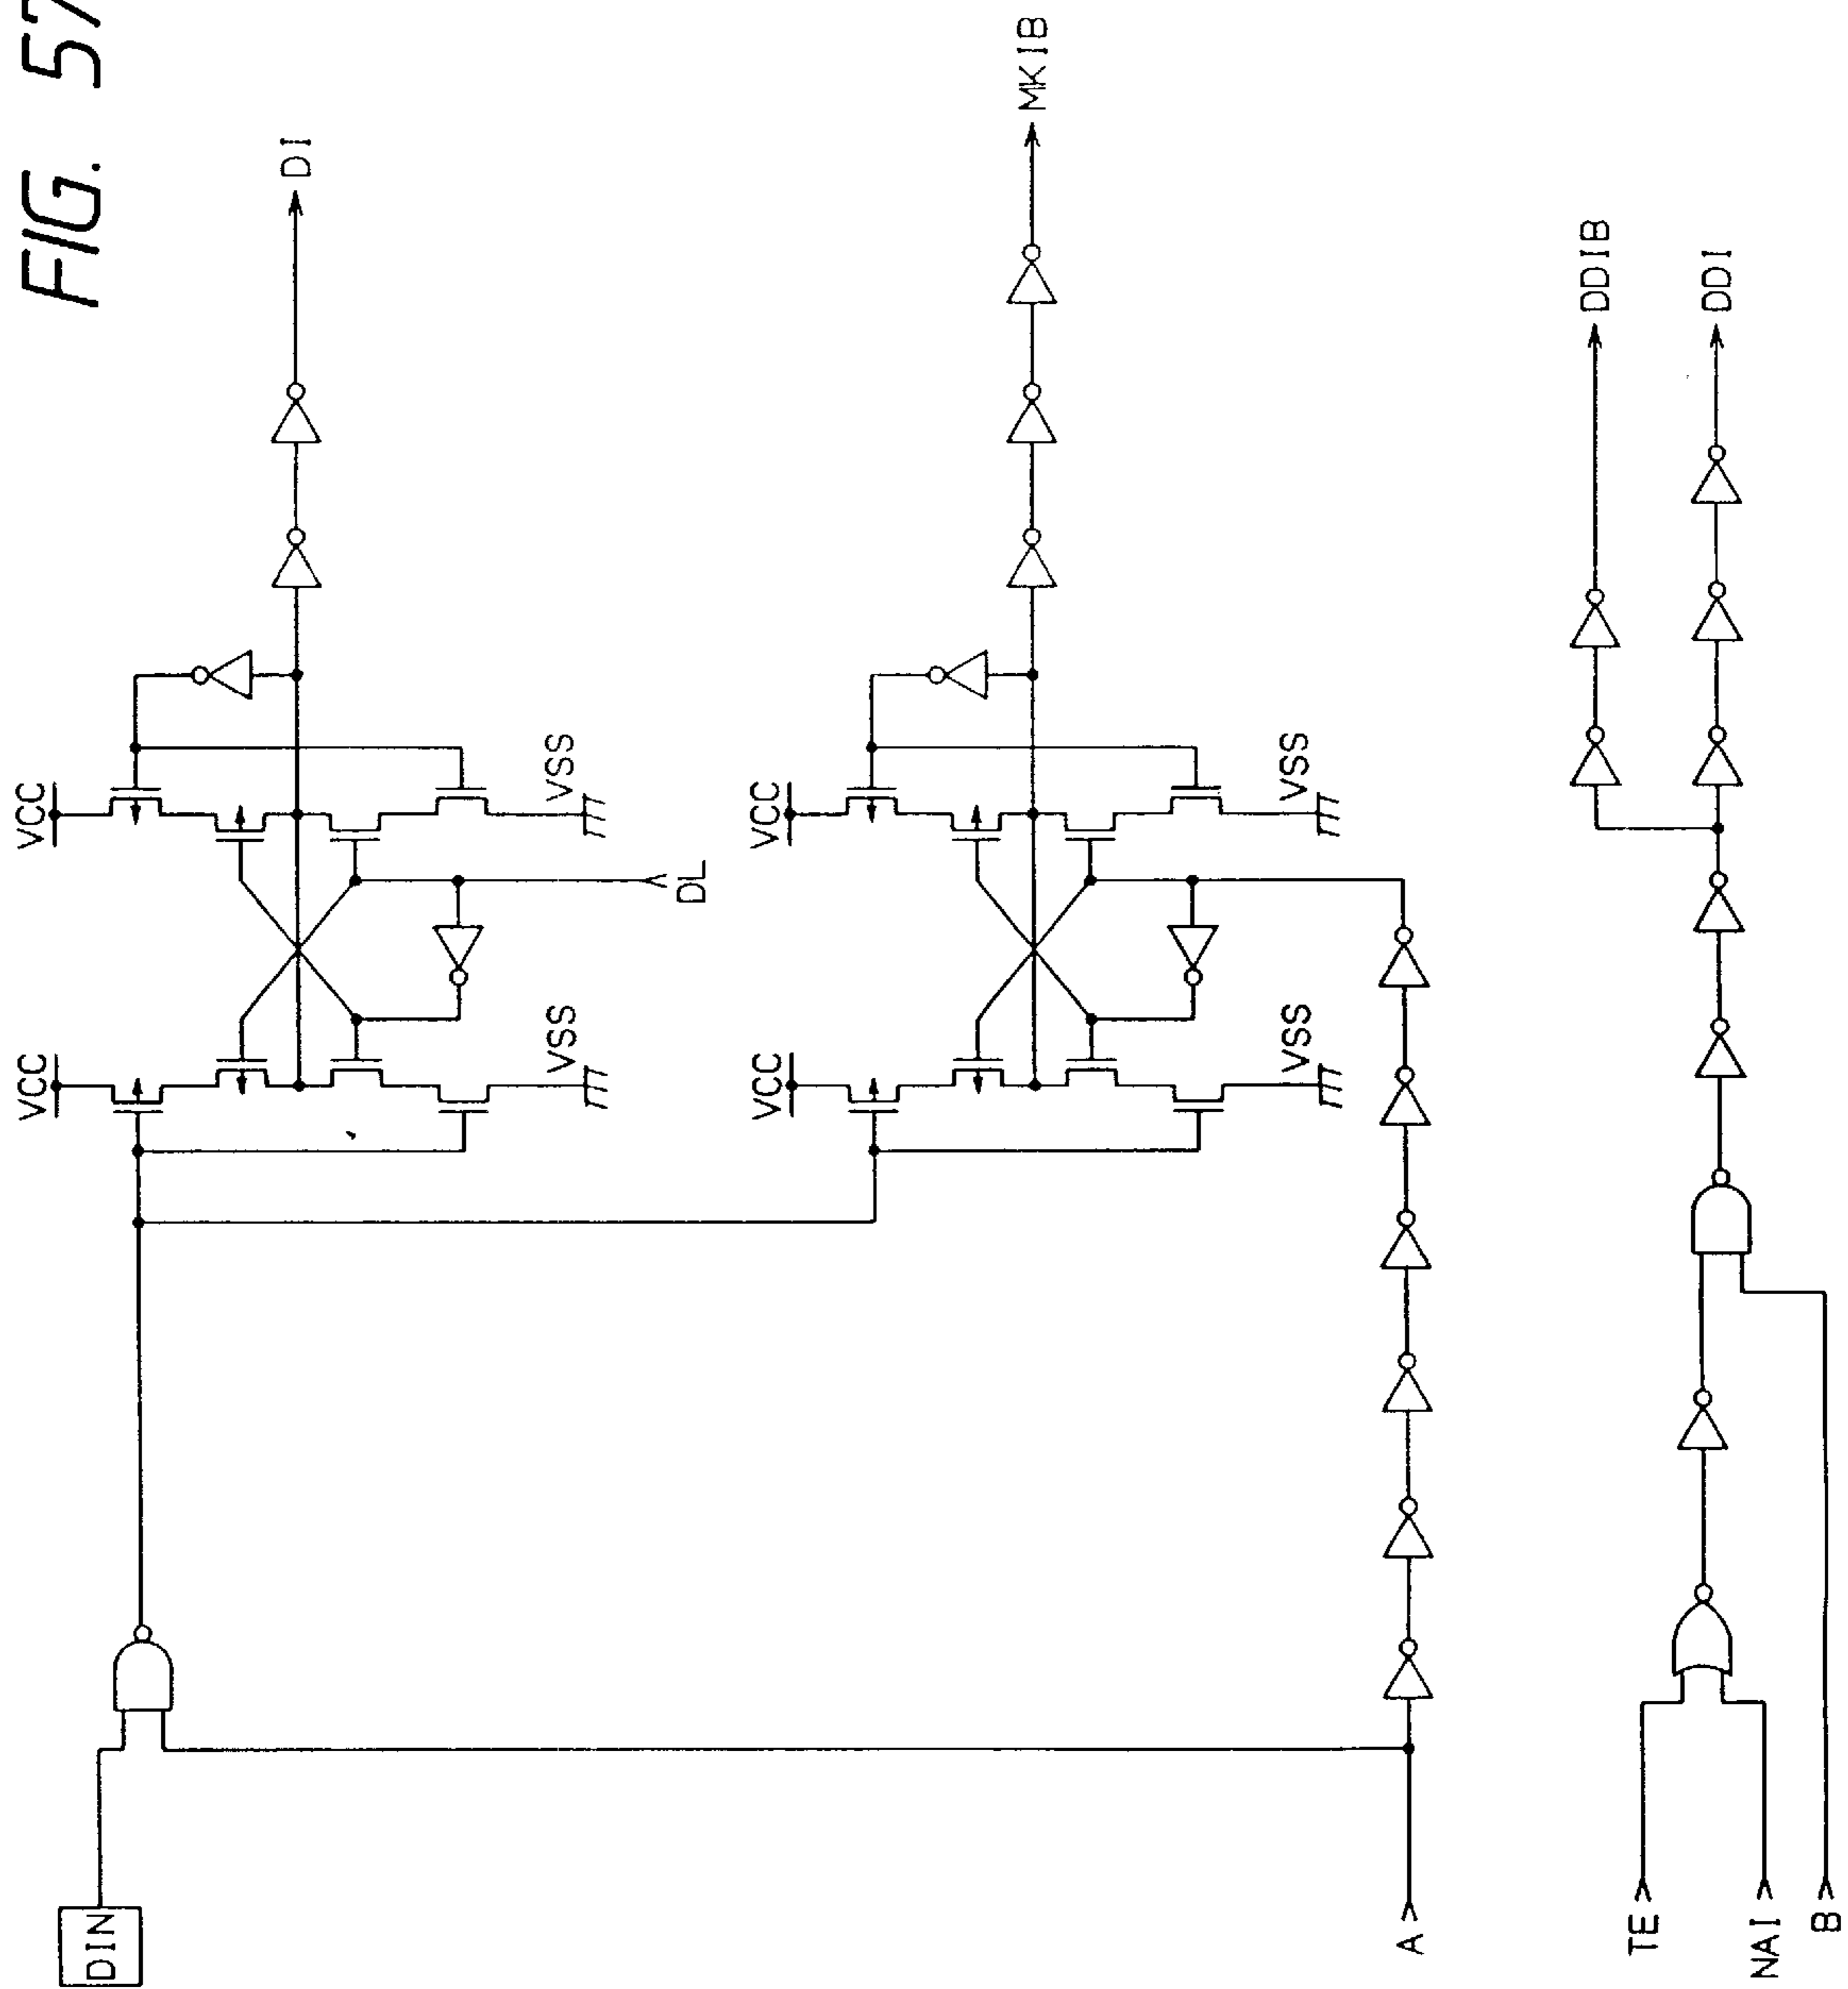 FIG. 57
VCC
VCC
DIN
DI
VSS
VSS
DL
VCC
VCC
MKIB
VSS
VSS
A
DDIB
TE
DDI
NAI
B